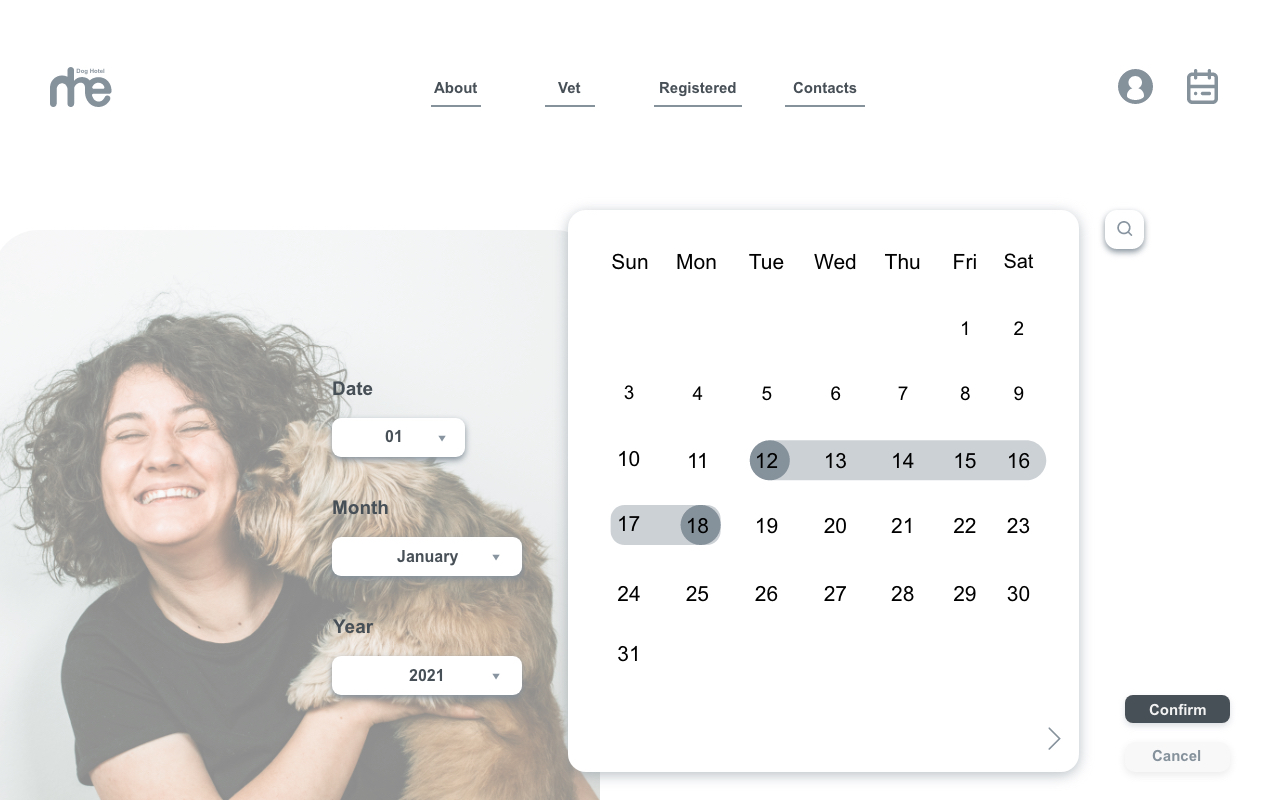 Dog Hotel
me
About Vet Registered Contacts
Date
01
Month
January
Year
2021
Sun Mon Tue Wed Thu Fri Sat
1 2
3 4 5 6 7 8 9
10 11 12 13 14 15 16
17 18 19 20 21 22 23
24 25 26 27 28 29 30
31
Confirm
Cancel